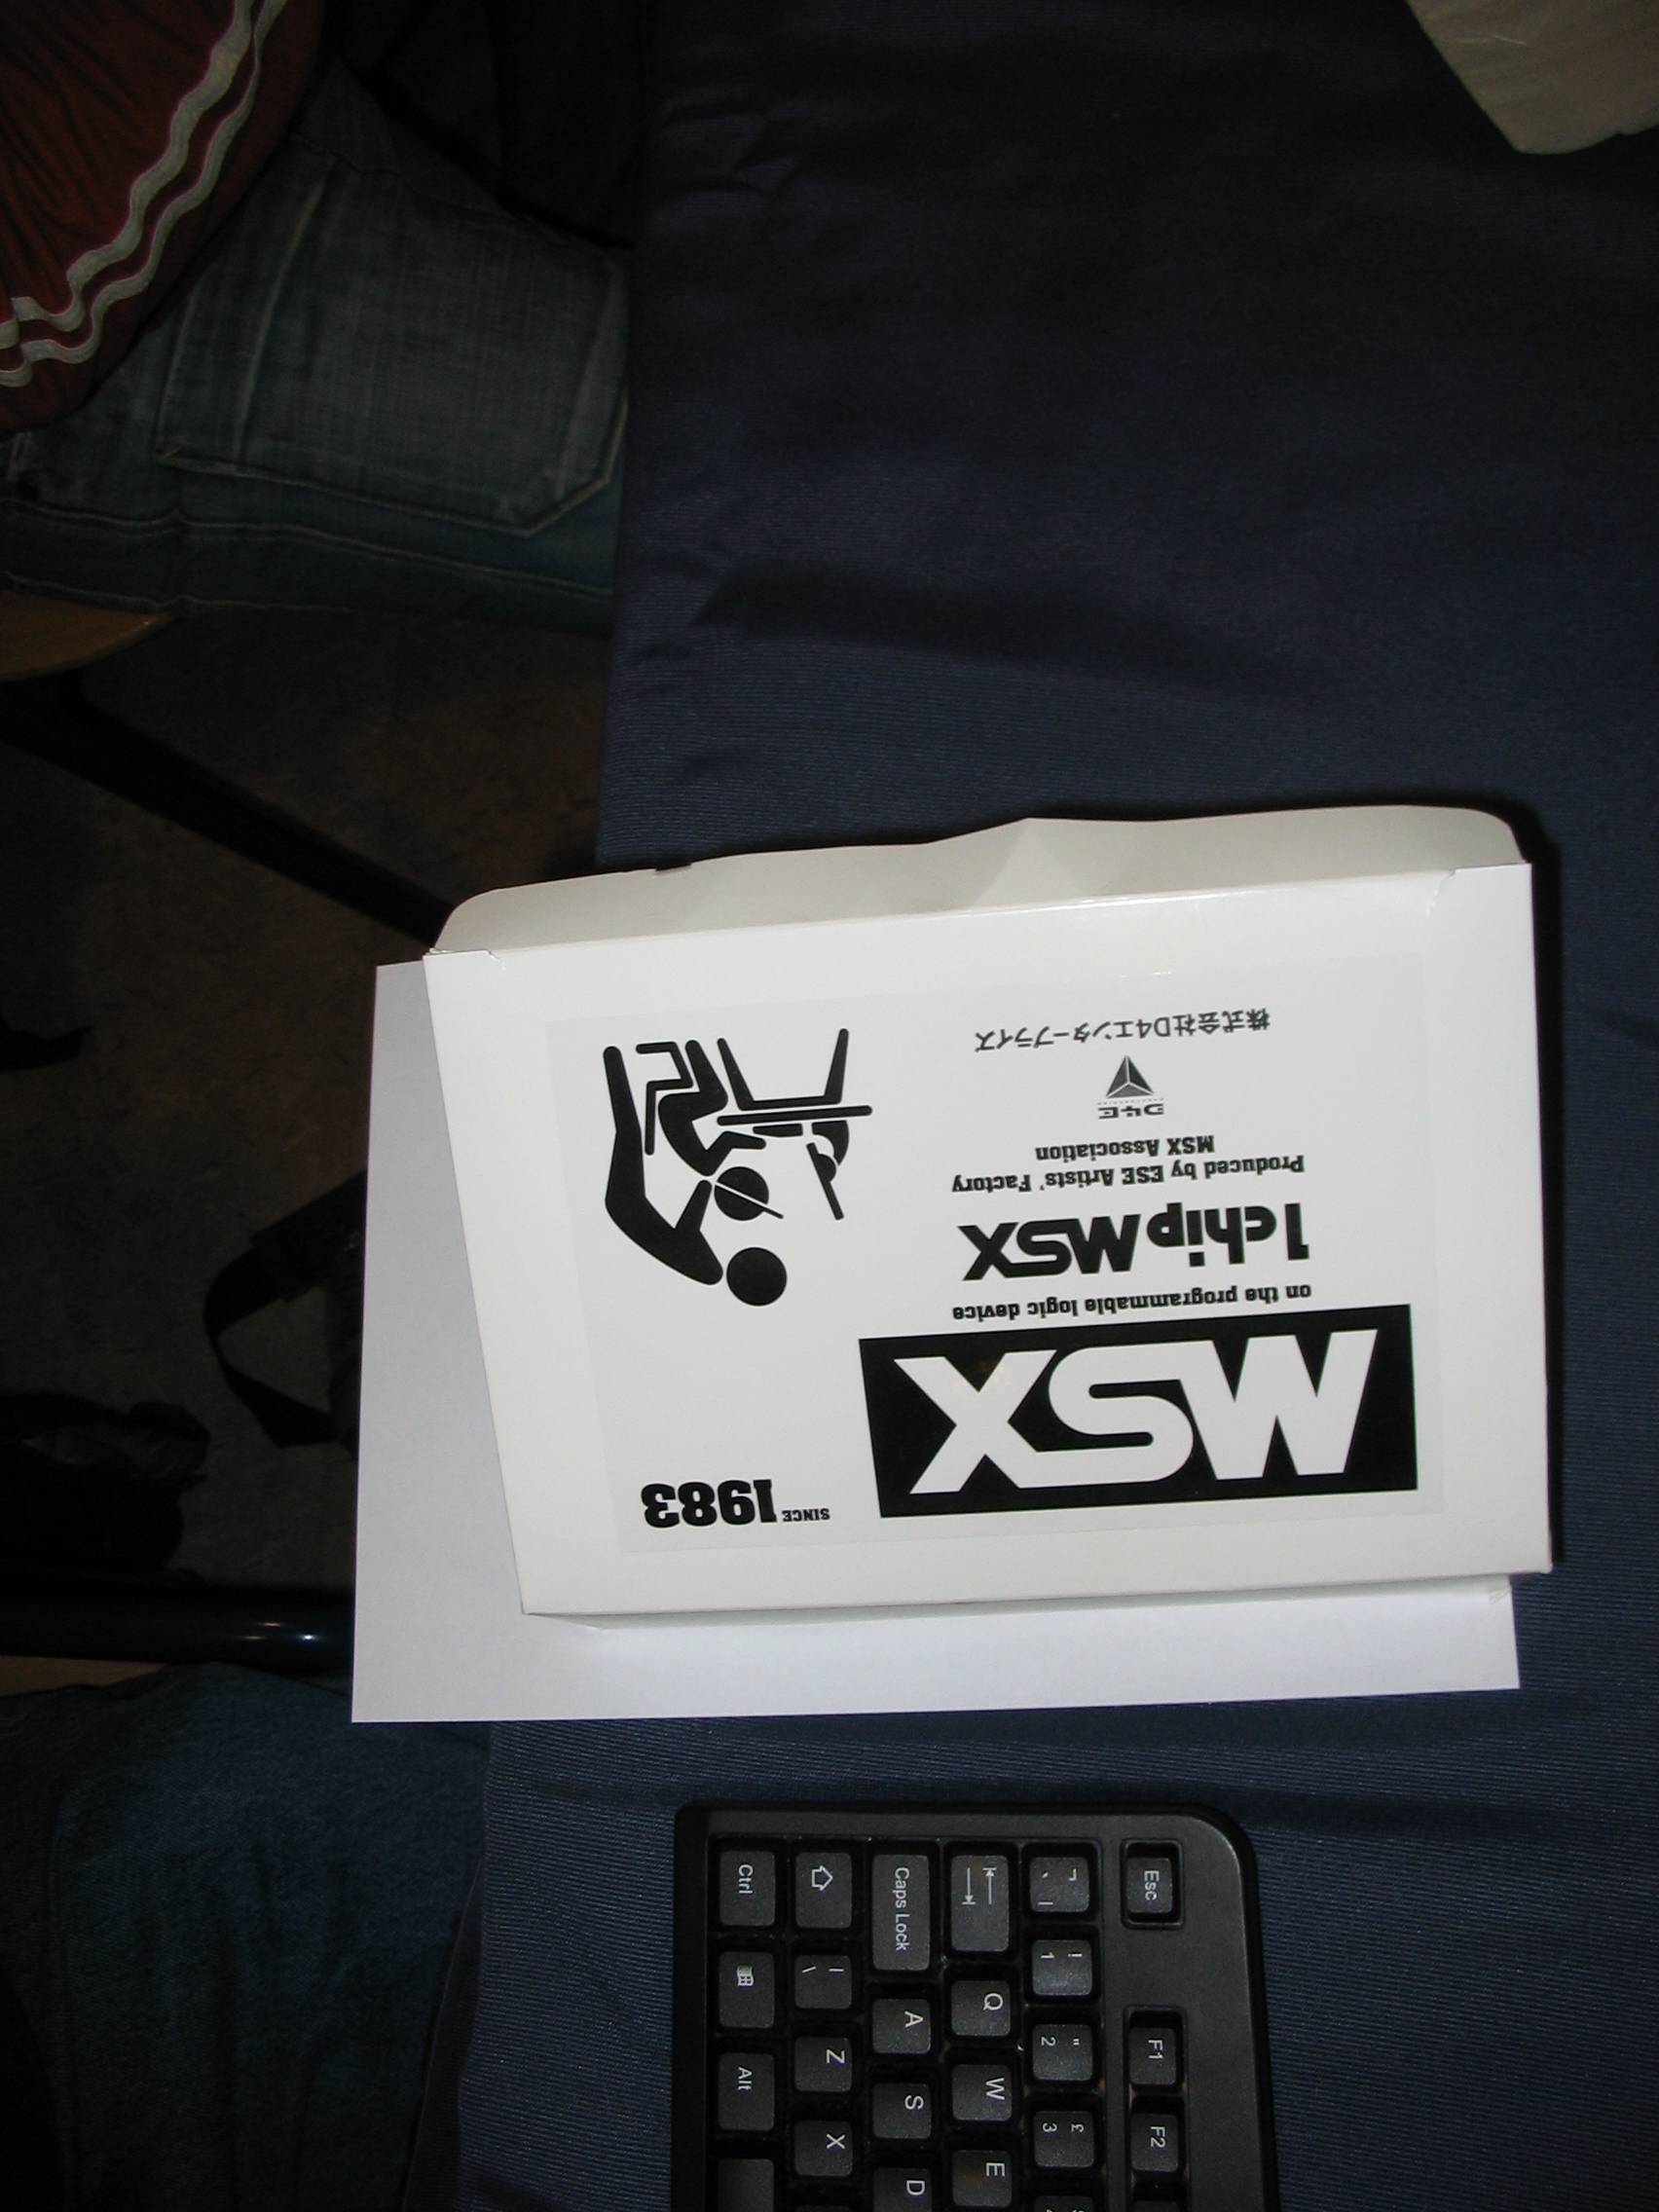 MSX
SINCE 1983
on the programmable logic device
1chipMSX
Produced by ESE Artists' Factory
MSX Association
D4E
株式会社D4エンタープライズ
Esc F1 F2
¬ ` | ! 1 " 2 £ 3
Q W E
Caps Lock A S D
| \ Z X
Ctrl Alt